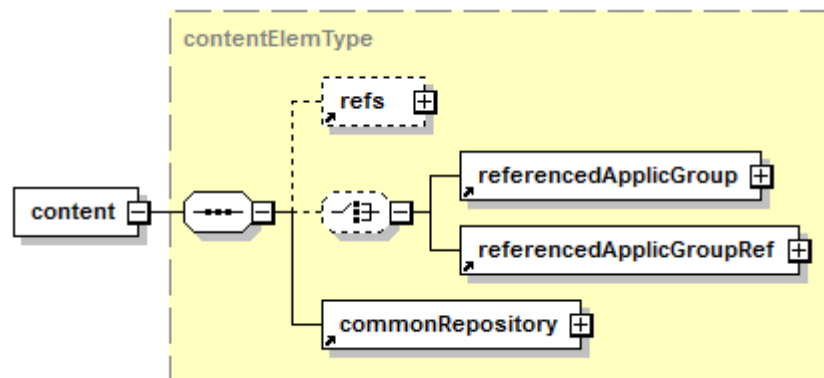 contentElemType
refs
referencedApplicGroup
content
referencedApplicGroupRef
commonRepository